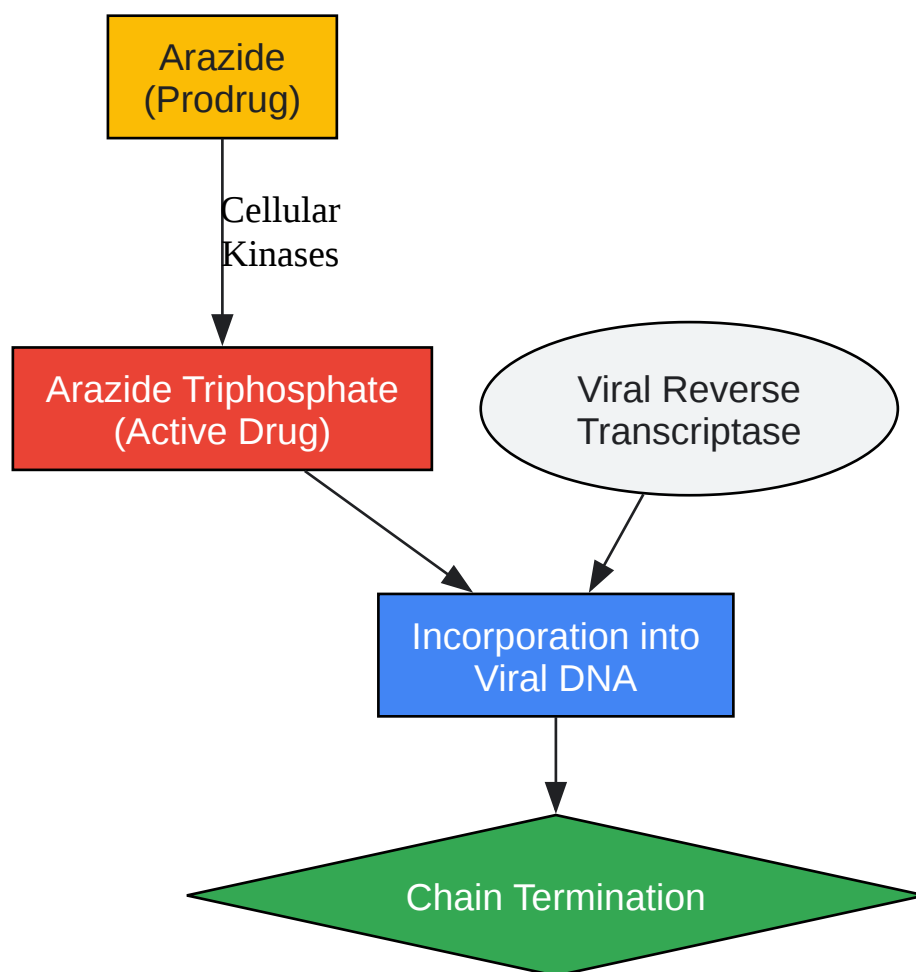 Arazide
(Prodrug)
Cellular
Kinases
Arazide Triphosphate
(Active Drug)
Viral Reverse
Transcriptase
Incorporation into
Viral DNA
Chain Termination